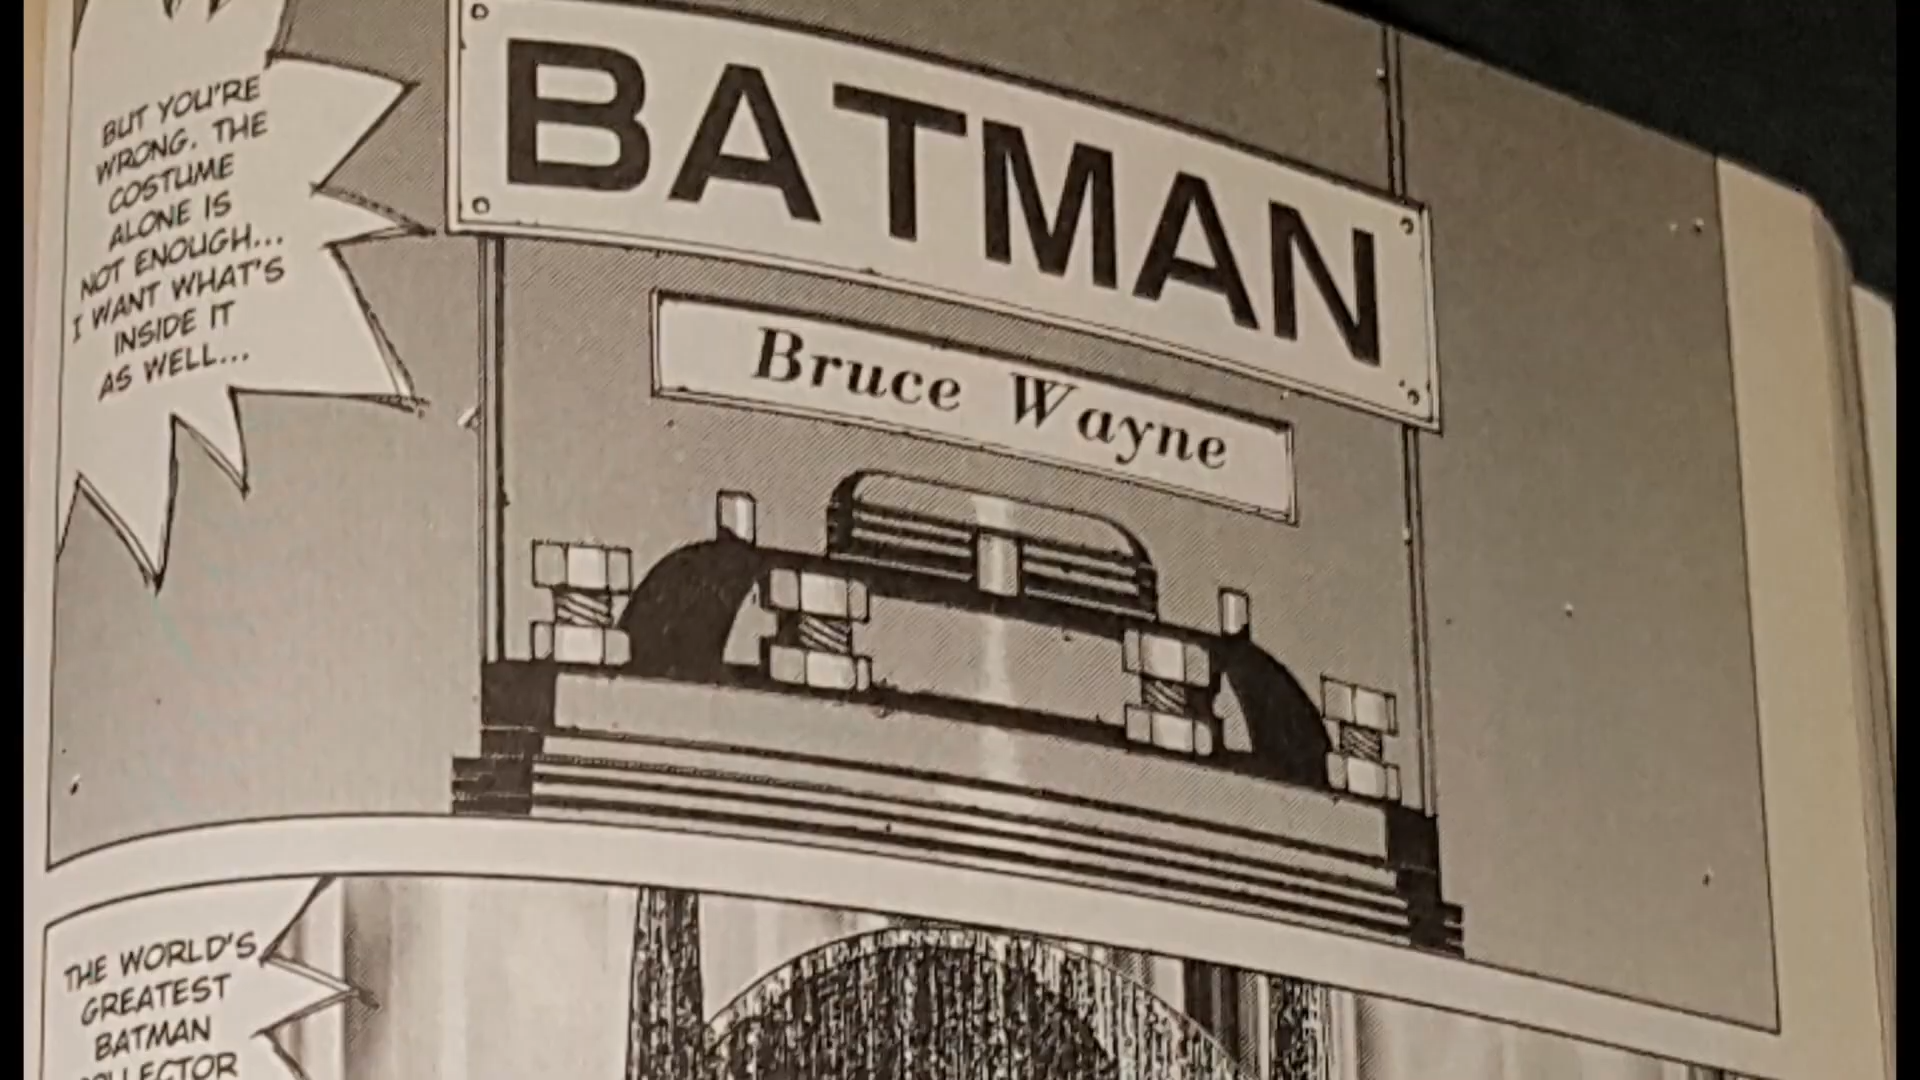 BUT YOU'RE
WRONG. THE
COSTUME
ALONE IS
NOT ENOUGH...
I WANT WHAT'S
INSIDE IT
AS WELL...
BATMAN
Bruce Wayne
THE WORLD'S
GREATEST
BATMAN
COLLECTOR